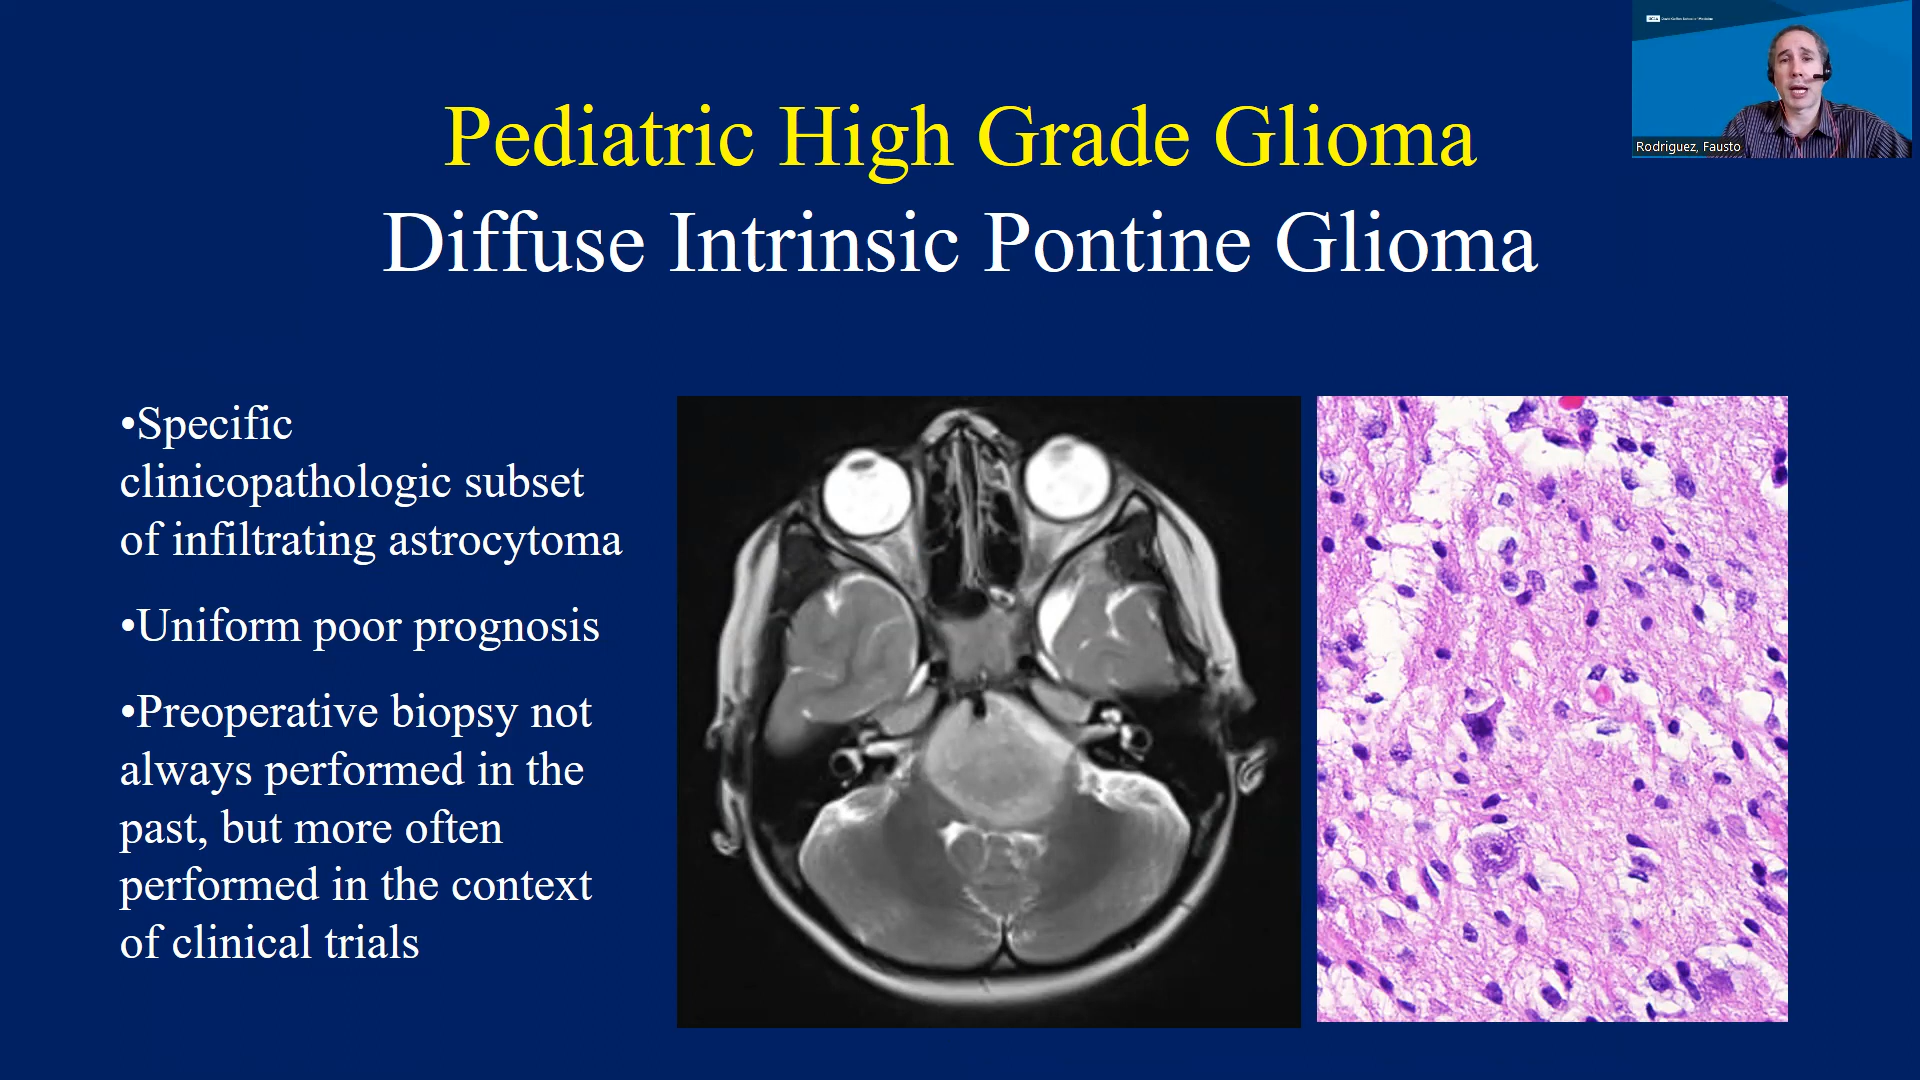 Pediatric High Grade Glioma
Diffuse Intrinsic Pontine Glioma
Rodriguez, Fausto
•Specific
clinicopathologic subset
of infiltrating astrocytoma
•Uniform poor prognosis
•Preoperative biopsy not
always performed in the
past, but more often
performed in the context
of clinical trials